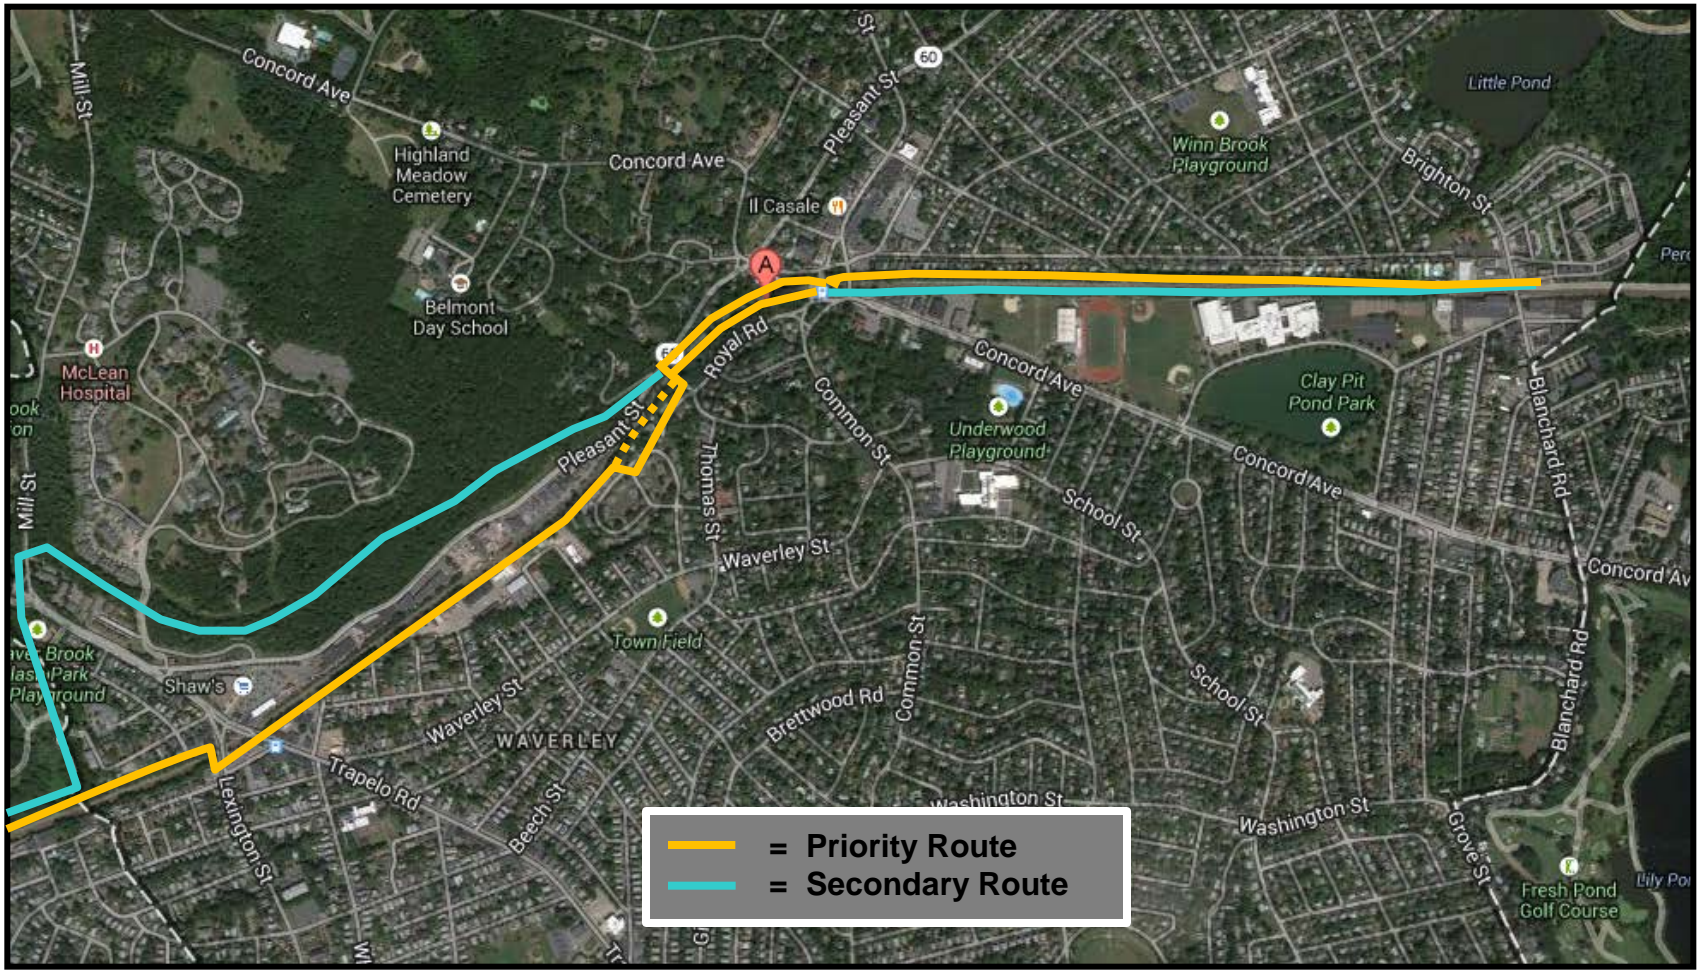 60
Mill St
Concord Ave
Pleasant St
Little Pond
Highland
Meadow
Cemetery
Concord Ave
Winn Brook
Playground
Brighton St
Il Casale
A
Belmont
Day School
H
McLean
Hospital
Royal Rd
Concord Ave
Common St
Clay Pit
Pond Park
Underwood
Playground
Pleasant St
Thomas St
Blanchard Rd
Concord Ave
Mill St
School St
Waverley St
Concord Av
Town Field
Common St
Shaw's
Waverley St
Brettwood Rd
School St
Blanchard Rd
WAVERLEY
Trapelo Rd
Lexington St
Beech St
Washington St
Washington St
Grove St
= Priority Route
= Secondary Route
Fresh Pond
Golf Course